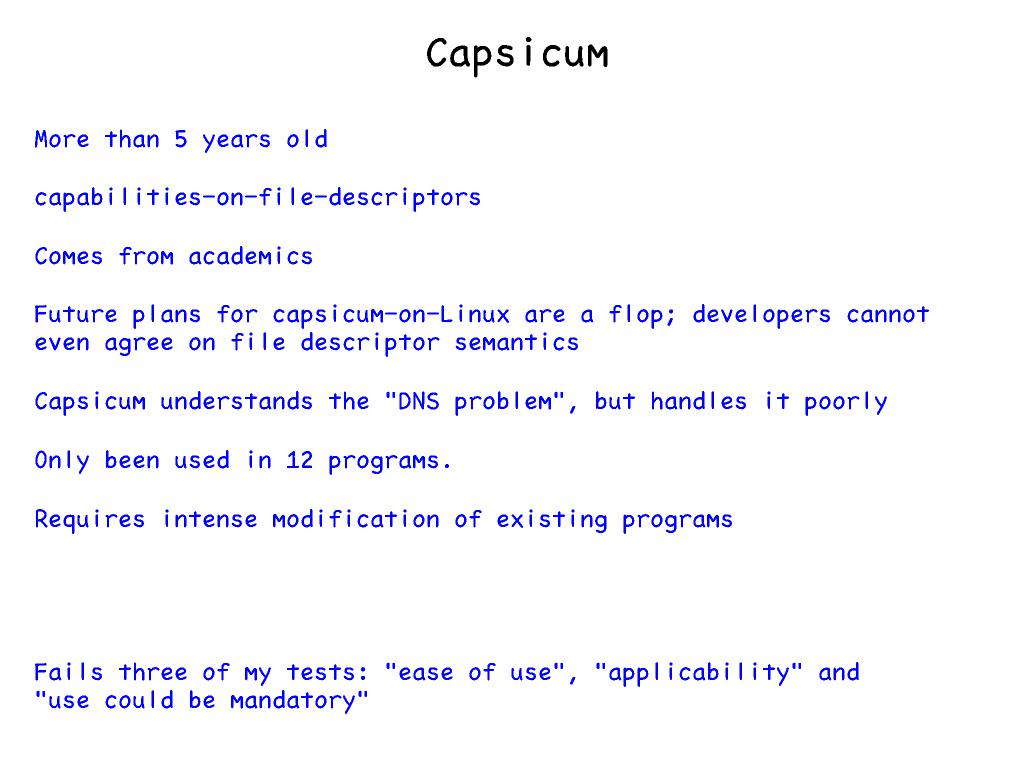 Capsicum
More than 5 years old
capabilities-on-file-descriptors
Comes from academics
Future plans for capsicum-on-Linux are a flop; developers cannot
even agree on file descriptor semantics
Capsicum understands the "DNS problem", but handles it poorly
Only been used in 12 programs.
Requires intense modification of existing programs
Fails three of my tests: "ease of use", "applicability" and
"use could be mandatory"